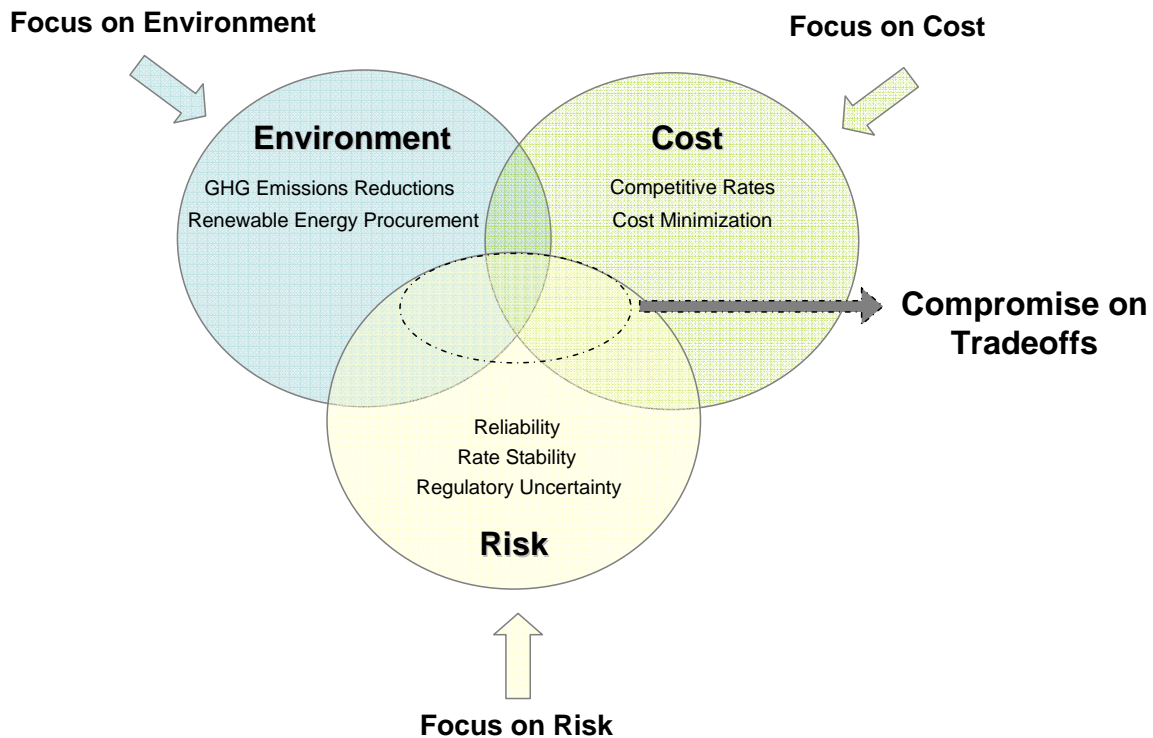 Focus on Environment
Focus on Cost
Environment
GHG Emissions Reductions
Renewable Energy Procurement
Cost
Competitive Rates
Cost Minimization
Compromise on
Tradeoffs
Reliability
Rate Stability
Regulatory Uncertainty
Risk
Focus on Risk